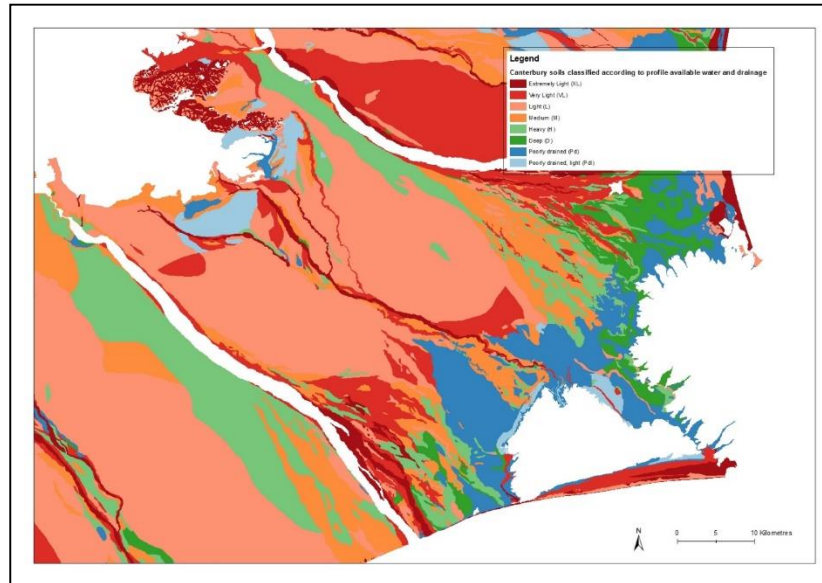 Legend
Canterbury soils classified according to profile available water and drainage
Extremely Light (XL)
Very Light (VL)
Light (L)
Medium (M)
Heavy (H)
Deep (D)
Poorly drained (Pd)
Poorly drained, light (Pdl)
N
0 5 10 Kilometres